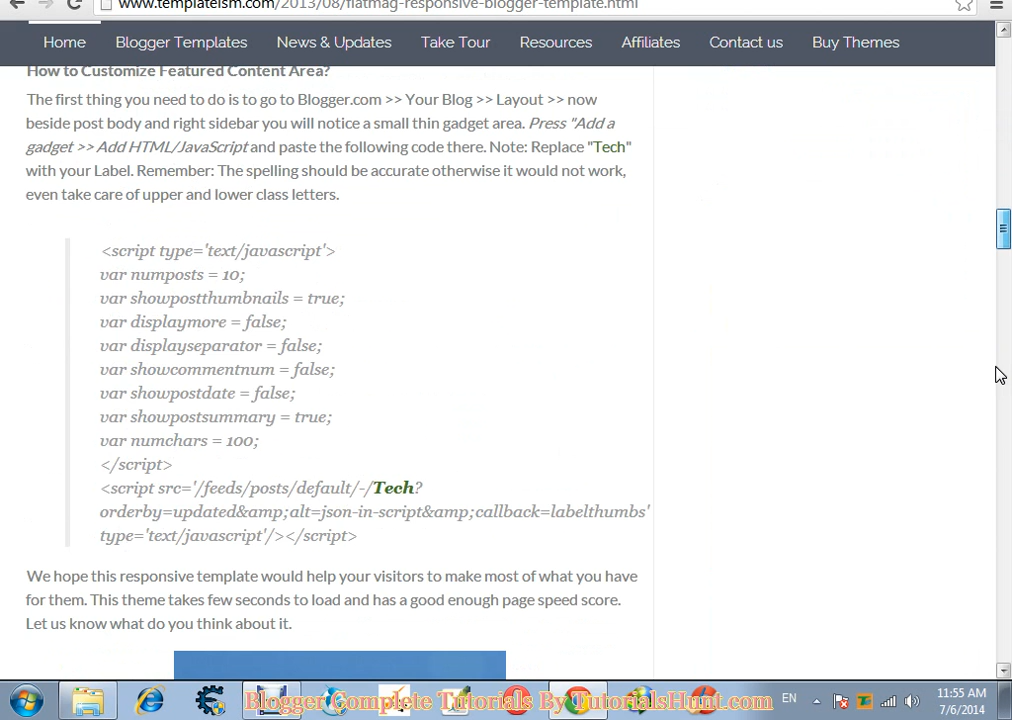 www.templateism.com/2013/08/flatmag-responsive-blogger-template.html
Home Blogger Templates News & Updates Take Tour Resources Affiliates Contact us Buy Themes
How to Customize Featured Content Area?
The first thing you need to do is to go to Blogger.com >> Your Blog >> Layout >> now
beside post body and right sidebar you will notice a small thin gadget area. Press "Add a
gadget >> Add HTML/JavaScript and paste the following code there. Note: Replace "Tech"
with your Label. Remember: The spelling should be accurate otherwise it would not work,
even take care of upper and lower class letters.
<script type='text/javascript'>
var numposts = 10;
var showpostthumbnails = true;
var displaymore = false;
var displayseparator = false;
var showcommentnum = false;
var showpostdate = false;
var showpostsummary = true;
var numchars = 100;
</script>
<script src='/feeds/posts/default/-/Tech?
orderby=updated&amp;alt=json-in-script&amp;callback=labelthumbs'
type='text/javascript'/></script>
We hope this responsive template would help your visitors to make most of what you have
for them. This theme takes few seconds to load and has a good enough page speed score.
Let us know what do you think about it.
Blogger Complete Tutorials By TutorialsHunt.com
EN
11:55 AM
7/6/2014